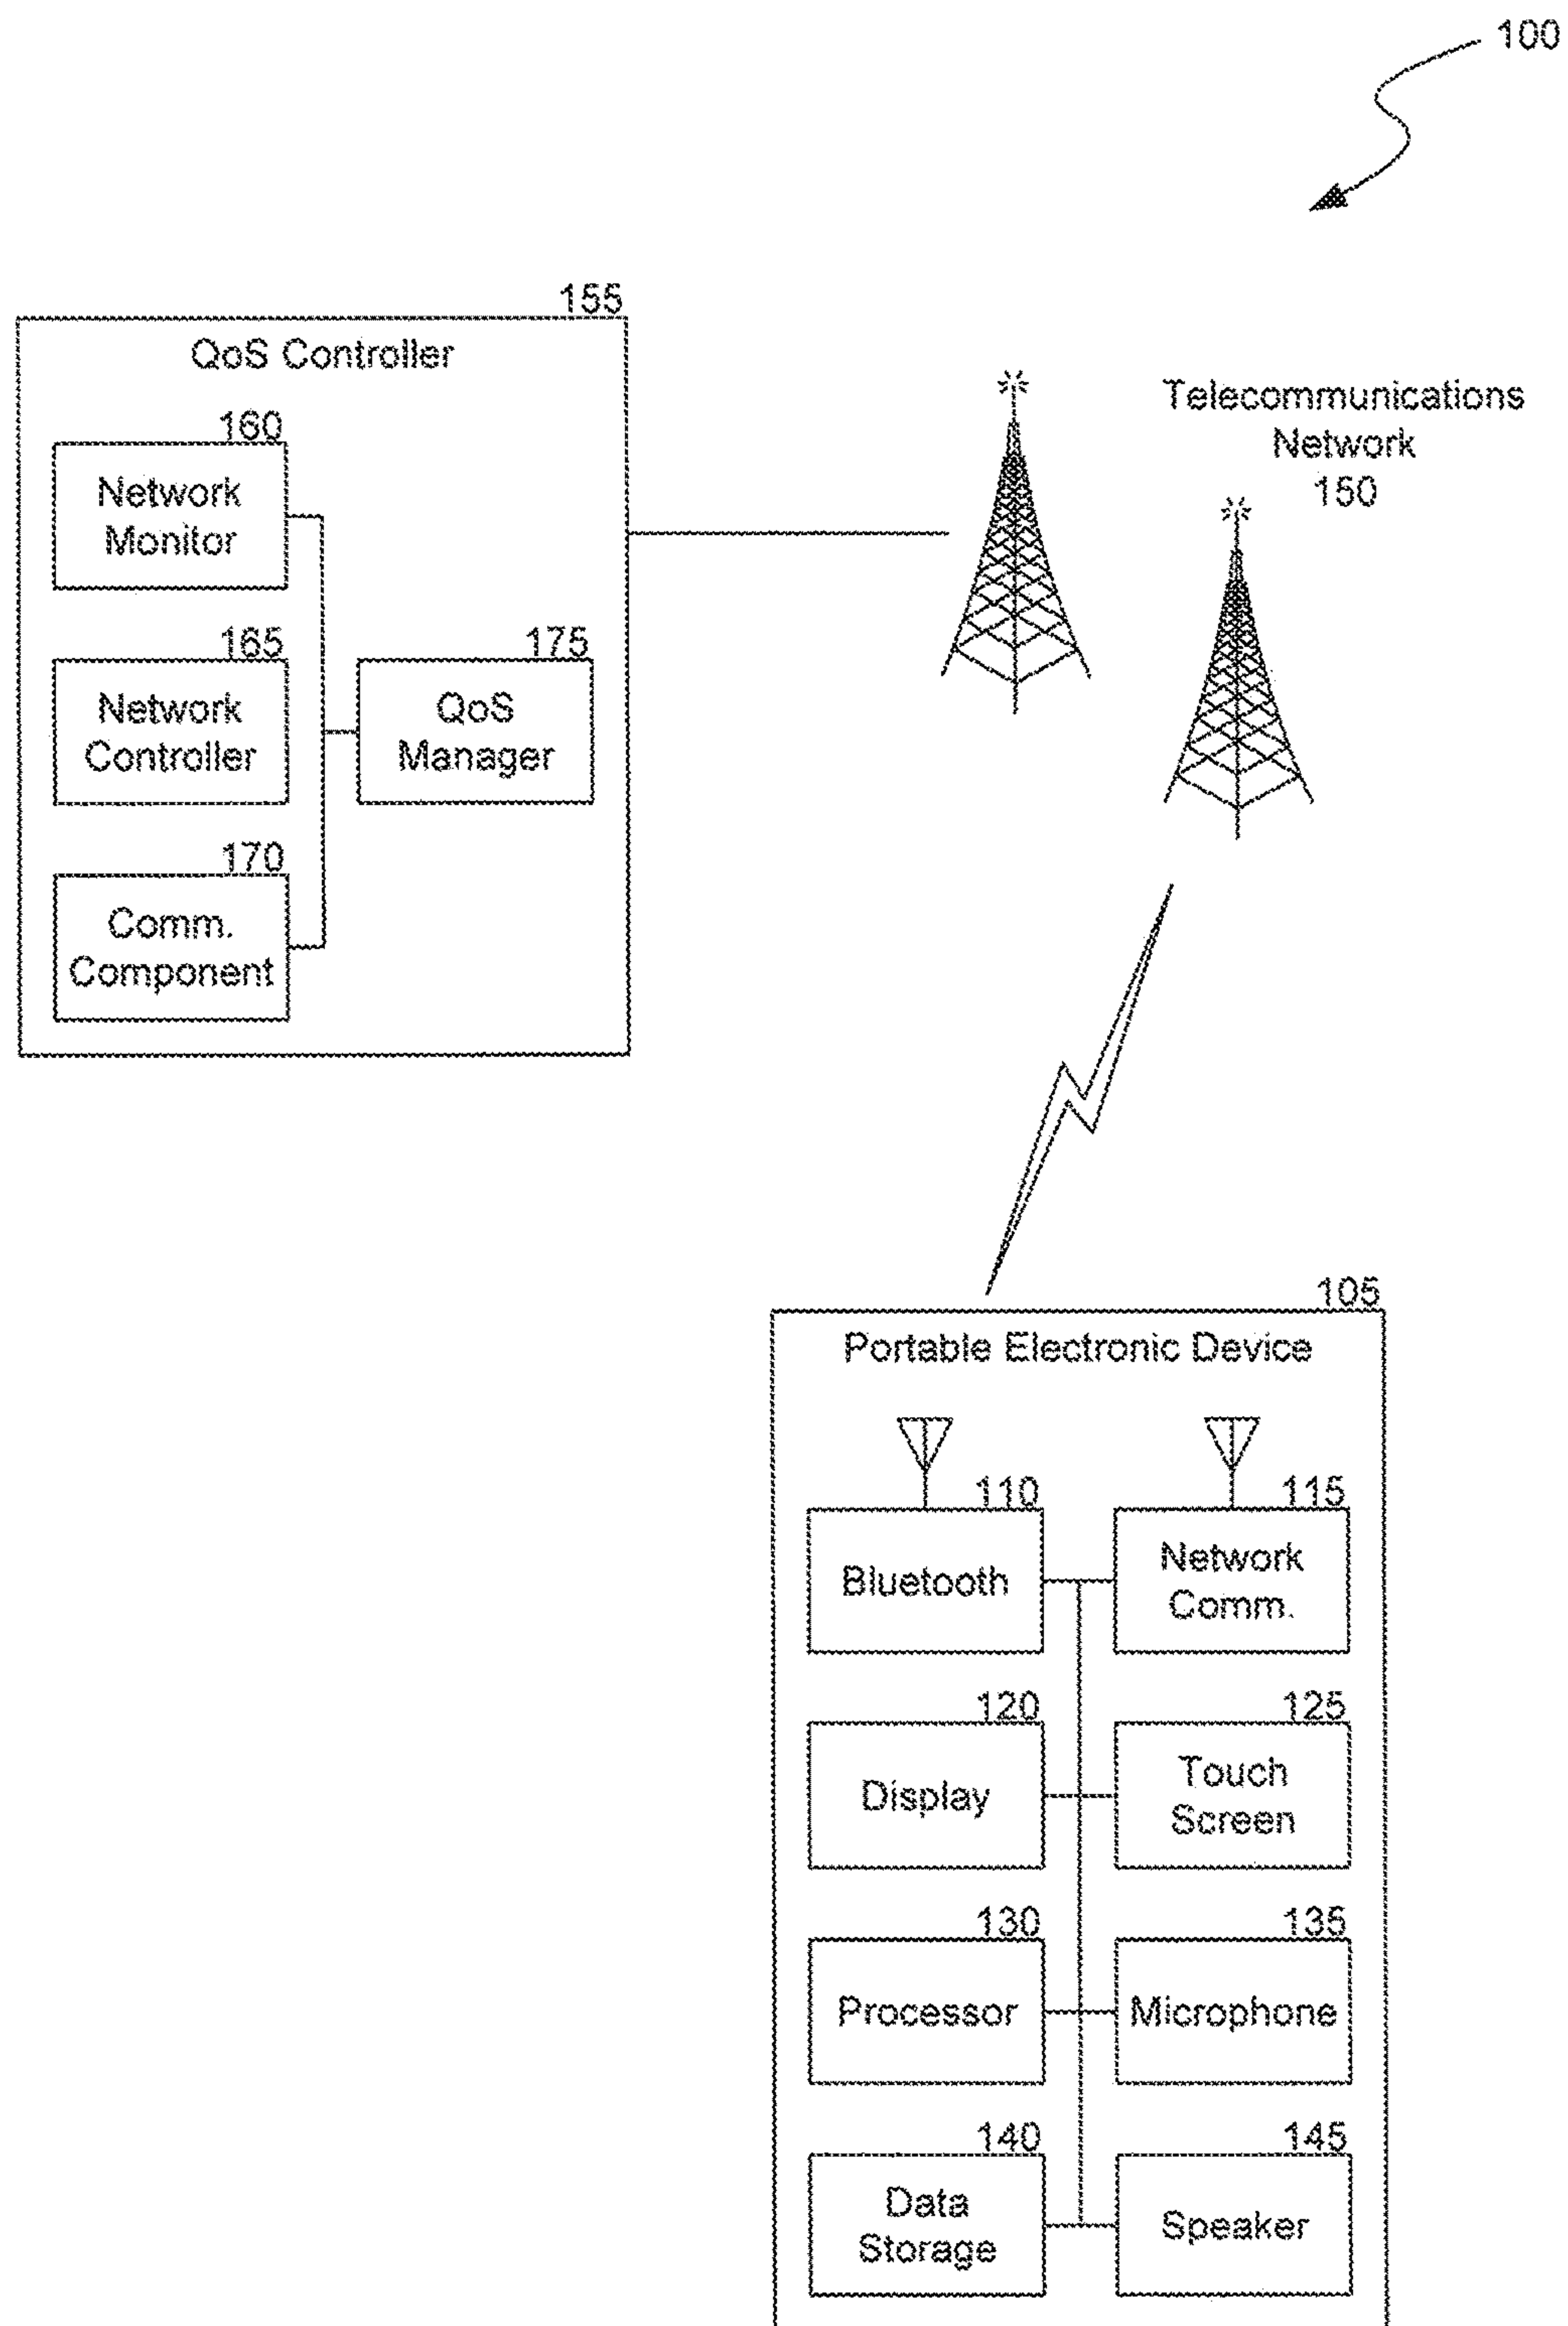 100
155
QoS Controller
160
Network
Monitor
165
Network
Controller
175
QoS
Manager
170
Comm.
Component
Telecommunications
Network
150
105
Portable Electronic Device
110
Bluetooth
115
Network
Comm.
120
Display
125
Touch
Screen
130
Processor
135
Microphone
140
Data
Storage
145
Speaker